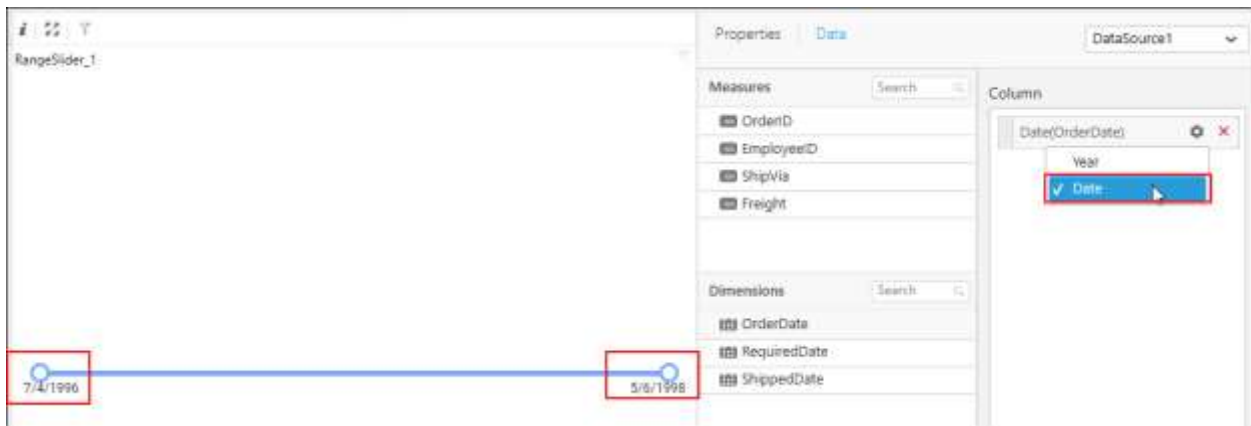 i
RangeSlider_1
7/4/1996
5/6/1998
Properties
Data
DataSource1
Measures
Search
OrderID
EmployeeID
ShipVia
Freight
Dimensions
Search
OrderDate
RequiredDate
ShippedDate
Column
Date(OrderDate)
Year
Date